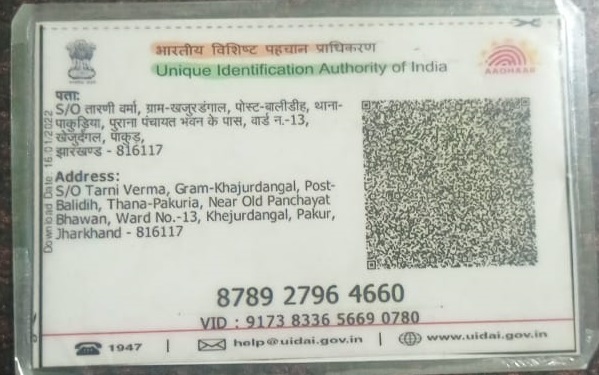 भारतीय विशिष्ट पहचान प्राधिकरण
Unique Identification Authority of India
AADHAAR
पता:
S/O तारणी वर्मा, ग्राम-खजुरडंगाल, पोस्ट-बालीडीह, थाना-
पाकुड़िया, पुराना पंचायत भवन के पास, वार्ड न.-13,
खेजुर्दंगल, पाकुड़,
झारखण्ड - 816117
Address:
S/O Tarni Verma, Gram-Khajurdangal, Post-
Balidih, Thana-Pakuria, Near Old Panchayat
Bhawan, Ward No.-13, Khejurdangal, Pakur,
Jharkhand - 816117
Download Date: 16/01/2022
8789 2796 4660
VID : 9173 8336 5669 0780
1947 | help@uidai.gov.in | www.uidai.gov.in